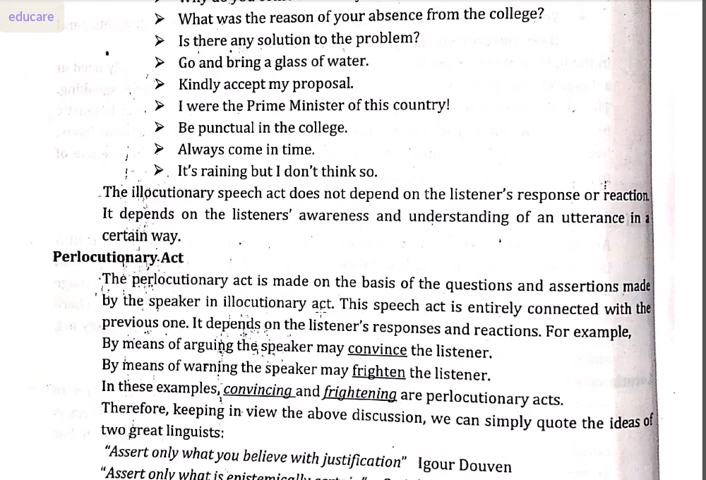 educare
➤ What was the reason of your absence from the college?
➤ Is there any solution to the problem?
➤ Go and bring a glass of water.
➤ Kindly accept my proposal.
➤ I were the Prime Minister of this country!
➤ Be punctual in the college.
➤ Always come in time.
➤ It's raining but I don't think so.
The illocutionary speech act does not depend on the listener's response or reaction.
It depends on the listeners' awareness and understanding of an utterance in a
certain way.
Perlocutionary Act
The perlocutionary act is made on the basis of the questions and assertions made
by the speaker in illocutionary act. This speech act is entirely connected with the
previous one. It depends on the listener's responses and reactions. For example,
By means of arguing the speaker may convince the listener.
By means of warning the speaker may frighten the listener.
In these examples, convincing and frightening are perlocutionary acts.
Therefore, keeping in view the above discussion, we can simply quote the ideas of
two great linguists:
"Assert only what you believe with justification" Igour Douven
"Assert only what is epistemically